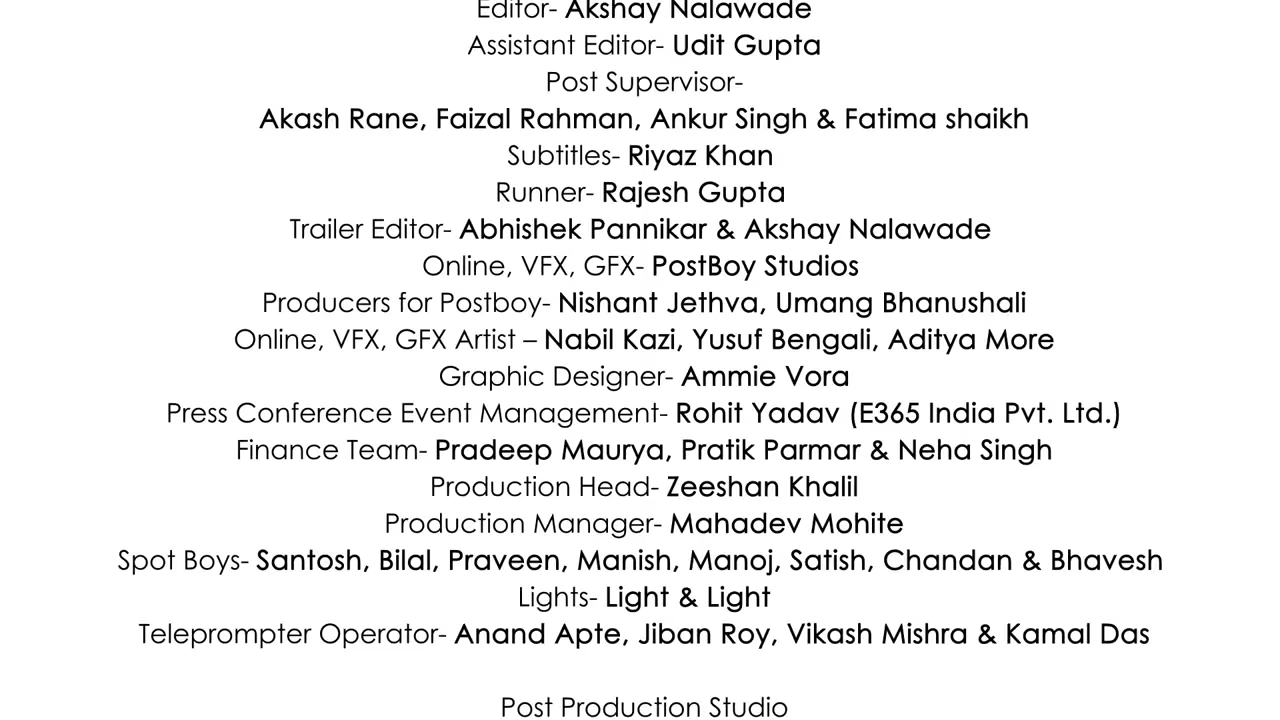 Editor- Akshay Nalawade
Assistant Editor- Udit Gupta
Post Supervisor-
Akash Rane, Faizal Rahman, Ankur Singh & Fatima shaikh
Subtitles- Riyaz Khan
Runner- Rajesh Gupta
Trailer Editor- Abhishek Pannikar & Akshay Nalawade
Online, VFX, GFX- PostBoy Studios
Producers for Postboy- Nishant Jethva, Umang Bhanushali
Online, VFX, GFX Artist – Nabil Kazi, Yusuf Bengali, Aditya More
Graphic Designer- Ammie Vora
Press Conference Event Management- Rohit Yadav (E365 India Pvt. Ltd.)
Finance Team- Pradeep Maurya, Pratik Parmar & Neha Singh
Production Head- Zeeshan Khalil
Production Manager- Mahadev Mohite
Spot Boys- Santosh, Bilal, Praveen, Manish, Manoj, Satish, Chandan & Bhavesh
Lights- Light & Light
Teleprompter Operator- Anand Apte, Jiban Roy, Vikash Mishra & Kamal Das
Post Production Studio